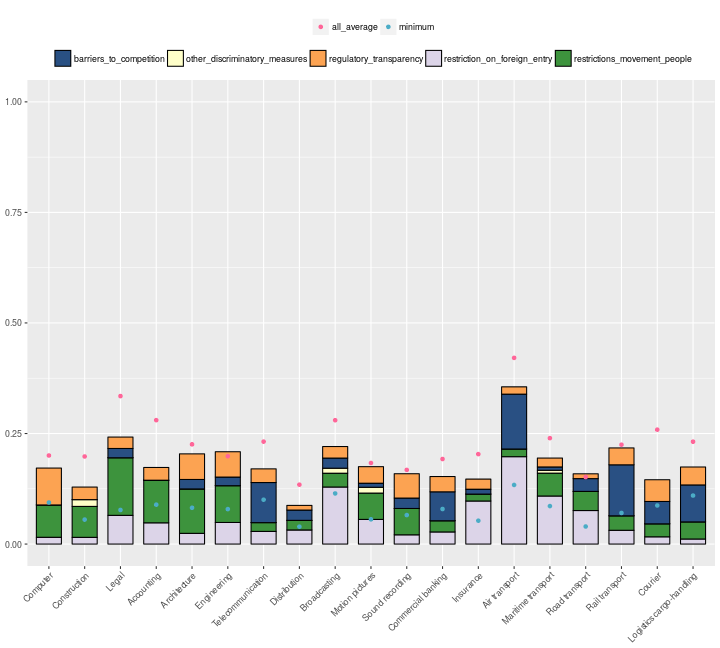 all_average minimum
barriers_to_competition other_discriminatory_measures regulatory_transparency restriction_on_foreign_entry restrictions_movement_people
1.00
0.75
0.50
0.25
0.00
Computer
Construction
Legal
Accounting
Architecture
Engineering
Telecommunication
Distribution
Broadcasting
Motion pictures
Sound recording
Commercial banking
Insurance
Air transport
Maritime transport
Road transport
Rail transport
Courier
Logistics cargo-handling